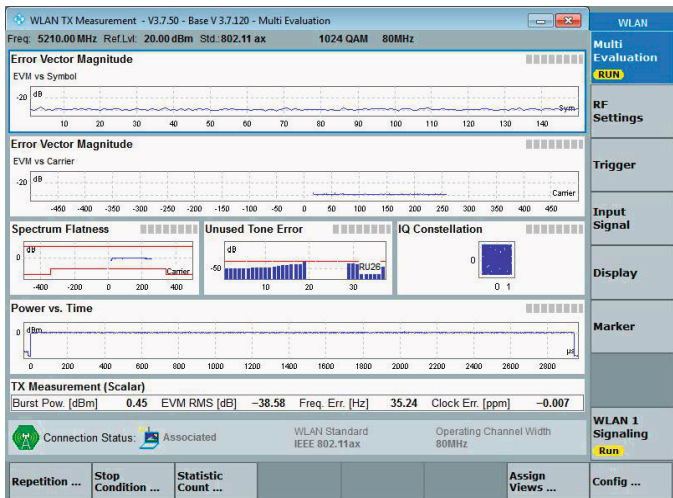 WLAN TX Measurement - V3.7.50 - Base V 3.7.120 - Multi Evaluation
WLAN
Freq: 5210.00 MHz Ref.Lvl: 20.00 dBm Std.: 802.11 ax 1024 QAM 80MHz
Multi
Evaluation
RUN
Error Vector Magnitude
EVM vs Symbol
dB
-20
Sym
10 20 30 40 50 60 70 80 90 100 110 120 130 140
RF
Settings
Error Vector Magnitude
EVM vs Carrier
dB
-20
Carrier
-450 -400 -350 -300 -250 -200 -150 -100 -50 0 50 100 150 200 250 300 350 400 450
Trigger
Input
Signal
Spectrum Flatness
dB
0
Carrier
-400 -200 0 200 400
Unused Tone Error
dB
-50
RU26
10 20 30
IQ Constellation
0
0 1
Display
Power vs. Time
dBm
0
µs
0 200 400 600 800 1000 1200 1400 1600 1800 2000 2200 2400 2600 2800
Marker
TX Measurement (Scalar)
Burst Pow. [dBm] 0.45 EVM RMS [dB] −38.58 Freq. Err. [Hz] 35.24 Clock Err. [ppm] −0.007
Connection Status: Associated
WLAN Standard
IEEE 802.11ax
Operating Channel Width
80MHz
WLAN 1
Signaling
Run
Repetition ...
Stop
Condition ...
Statistic
Count ...
Assign
Views ...
Config ...